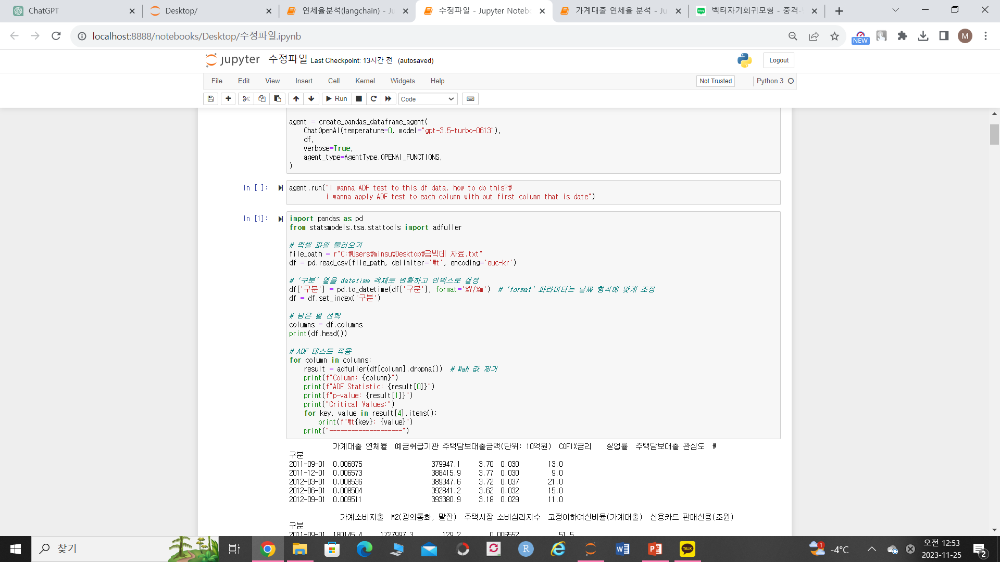 ChatGPT
Desktop/
연체율분석(langchain) - Ju
수정파일 - Jupyter Notebo
가계대출 연체율 분석 - Ju
벡터자기회귀모형 - 충격-
localhost:8888/notebooks/Desktop/수정파일.ipynb
NEW
M
jupyter 수정파일 Last Checkpoint: 13시간 전 (autosaved)
Logout
File Edit View Insert Cell Kernel Widgets Help
Not Trusted
Python 3
Run
Code
agent = create_pandas_dataframe_agent(
ChatOpenAI(temperature=0, model="gpt-3.5-turbo-0613"),
df,
verbose=True,
agent_type=AgentType.OPENAI_FUNCTIONS,
)
In [ ]:
agent.run("i wanna ADF test to this df data. how to do this?₩
i wanna apply ADF test to each column with out first column that is date")
In [1]:
import pandas as pd
from statsmodels.tsa.stattools import adfuller
# 엑셀 파일 불러오기
file_path = r"C:₩Users₩minsu₩Desktop₩금빅데 자료.txt"
df = pd.read_csv(file_path, delimiter='₩t', encoding='euc-kr')
# '구분' 열을 datetime 객체로 변환하고 인덱스로 설정
df['구분'] = pd.to_datetime(df['구분'], format='%Y/%m') # 'format' 파라미터는 날짜 형식에 맞게 조정
df = df.set_index('구분')
# 남은 열 선택
columns = df.columns
print(df.head())
# ADF 테스트 적용
for column in columns:
result = adfuller(df[column].dropna()) # NaN 값 제거
print(f"Column: {column}")
print(f"ADF Statistic: {result[0]}")
print(f"p-value: {result[1]}")
print("Critical Values:")
for key, value in result[4].items():
print(f"₩t{key}: {value}")
print("--------------------")
가계대출 연체율 예금취급기관 주택담보대출금액(단위: 10억원) COFIX금리 실업률 주택담보대출 관심도 ₩
구분
2011-09-01 0.006875 379947.1 3.70 0.030 13.0
2011-12-01 0.006573 388415.9 3.77 0.030 9.0
2012-03-01 0.008536 389347.6 3.72 0.037 21.0
2012-06-01 0.008504 392841.2 3.62 0.032 15.0
2012-09-01 0.009511 393380.9 3.18 0.029 11.0
가계소비지출 M2(광의통화, 말잔) 주택시장 소비심리지수 고정이하여신비율(가계대출) 신용카드 판매신용(조원)
구분
2011-09-01 180145.4 1727997.3 129.2 0.006552 51.5
찾기
R
TALK
1
-4°C
오전 12:53
2023-11-25
2